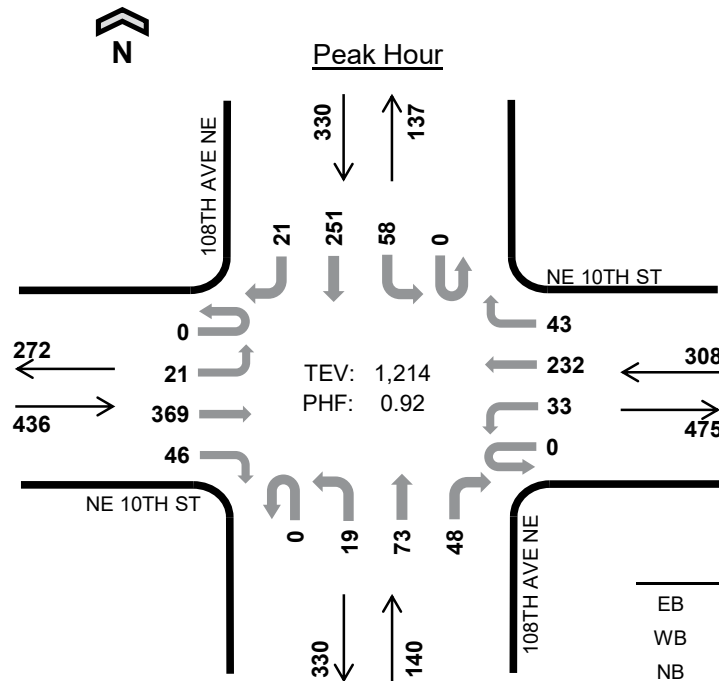 N
Peak Hour
330
137
108TH AVE NE
21
251
58
0
NE 10TH ST
0
21
369
46
43
232
33
0
272
436
308
475
TEV: 1,214
PHF: 0.92
NE 10TH ST
0
19
73
48
108TH AVE NE
330
140
EB
WB
NB